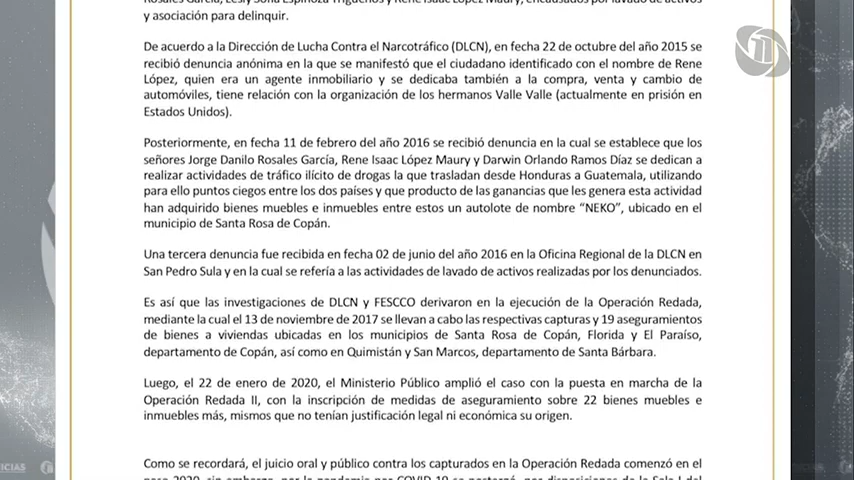 Rosales García, Lesly Sofía Espinoza Trigueños y Rene Isaac López Maury, encausados por lavado de activos
y asociación para delinquir.
De acuerdo a la Dirección de Lucha Contra el Narcotráfico (DLCN), en fecha 22 de octubre del año 2015 se
recibió denuncia anónima en la que se manifestó que el ciudadano identificado con el nombre de Rene
López, quien era un agente inmobiliario y se dedicaba también a la compra, venta y cambio de
automóviles, tiene relación con la organización de los hermanos Valle Valle (actualmente en prisión en
Estados Unidos).
Posteriormente, en fecha 11 de febrero del año 2016 se recibió denuncia en la cual se establece que los
señores Jorge Danilo Rosales García, Rene Isaac López Maury y Darwin Orlando Ramos Díaz se dedican a
realizar actividades de tráfico ilícito de drogas la que trasladan desde Honduras a Guatemala, utilizando
para ello puntos ciegos entre los dos países y que producto de las ganancias que les genera esta actividad
han adquirido bienes muebles e inmuebles entre estos un autolote de nombre “NEKO”, ubicado en el
municipio de Santa Rosa de Copán.
Una tercera denuncia fue recibida en fecha 02 de junio del año 2016 en la Oficina Regional de la DLCN en
San Pedro Sula y en la cual se refería a las actividades de lavado de activos realizadas por los denunciados.
Es así que las investigaciones de DLCN y FESCCO derivaron en la ejecución de la Operación Redada,
mediante la cual el 13 de noviembre de 2017 se llevan a cabo las respectivas capturas y 19 aseguramientos
de bienes a viviendas ubicadas en los municipios de Santa Rosa de Copán, Florida y El Paraíso,
departamento de Copán, así como en Quimistán y San Marcos, departamento de Santa Bárbara.
Luego, el 22 de enero de 2020, el Ministerio Público amplió el caso con la puesta en marcha de la
Operación Redada II, con la inscripción de medidas de aseguramiento sobre 22 bienes muebles e
inmuebles más, mismos que no tenían justificación legal ni económica su origen.
Como se recordará, el juicio oral y público contra los capturados en la Operación Redada comenzó en el